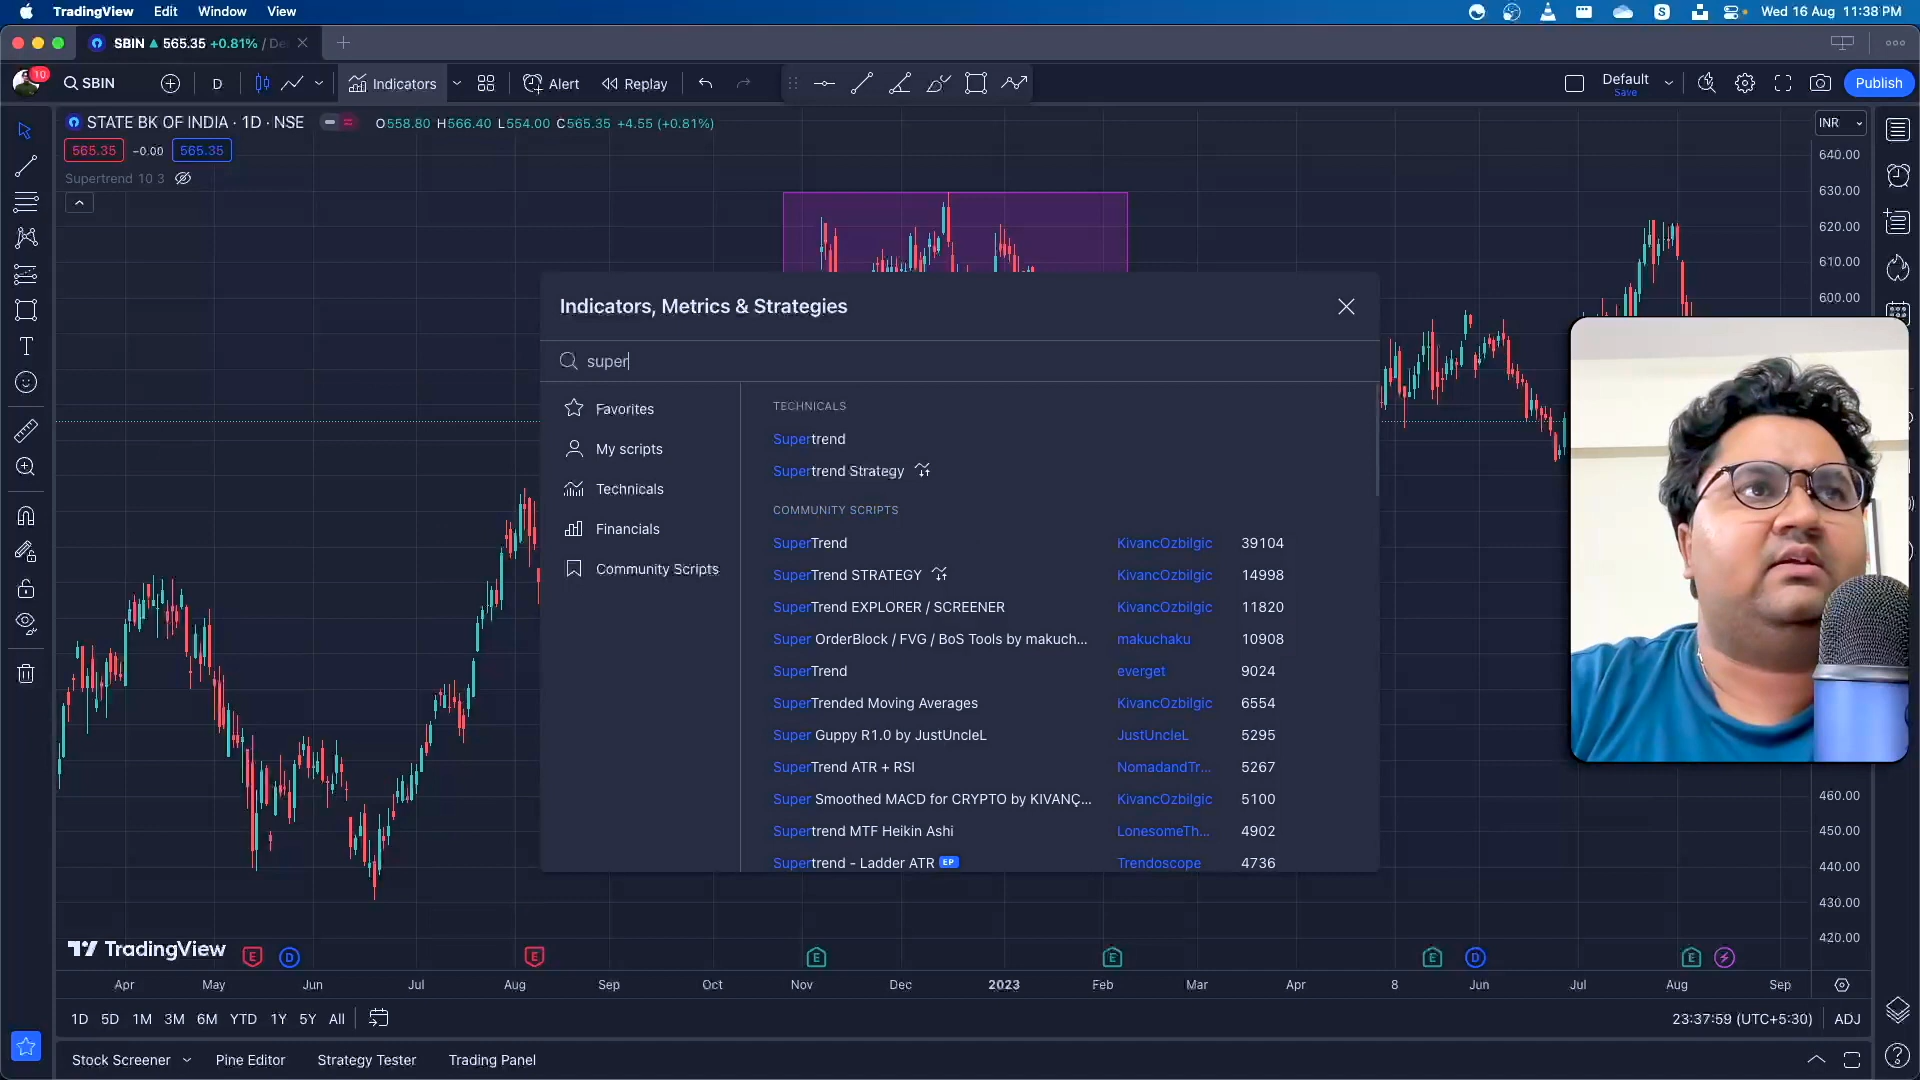 TradingView Edit Window View
Wed 16 Aug 11:38 PM
SBIN ▲ 565.35 +0.81% / De
10 SBIN D Indicators Alert Replay Default Save Publish
STATE BK OF INDIA · 1D · NSE O558.80 H566.40 L554.00 C565.35 +4.55 (+0.81%) INR
565.35 −0.00 565.35
Supertrend 10 3
640.00
630.00
620.00
610.00
600.00
Indicators, Metrics & Strategies
super
Favorites
My scripts
Technicals
Financials
Community Scripts
TECHNICALS
Supertrend
Supertrend Strategy
COMMUNITY SCRIPTS
SuperTrend KivancOzbilgic 39104
SuperTrend STRATEGY KivancOzbilgic 14998
SuperTrend EXPLORER / SCREENER KivancOzbilgic 11820
Super OrderBlock / FVG / BoS Tools by makuch... makuchaku 10908
SuperTrend everget 9024
SuperTrended Moving Averages KivancOzbilgic 6554
Super Guppy R1.0 by JustUncleL JustUncleL 5295
SuperTrend ATR + RSI NomadandTr... 5267
Super Smoothed MACD for CRYPTO by KIVANÇ... KivancOzbilgic 5100
Supertrend MTF Heikin Ashi LonesomeTh... 4902
Supertrend - Ladder ATR EP Trendoscope 4736
460.00
450.00
440.00
430.00
420.00
TradingView E D E E E E D E
Apr May Jun Jul Aug Sep Oct Nov Dec 2023 Feb Mar Apr 8 Jun Jul Aug Sep
1D 5D 1M 3M 6M YTD 1Y 5Y All 23:37:59 (UTC+5:30) ADJ
Stock Screener Pine Editor Strategy Tester Trading Panel